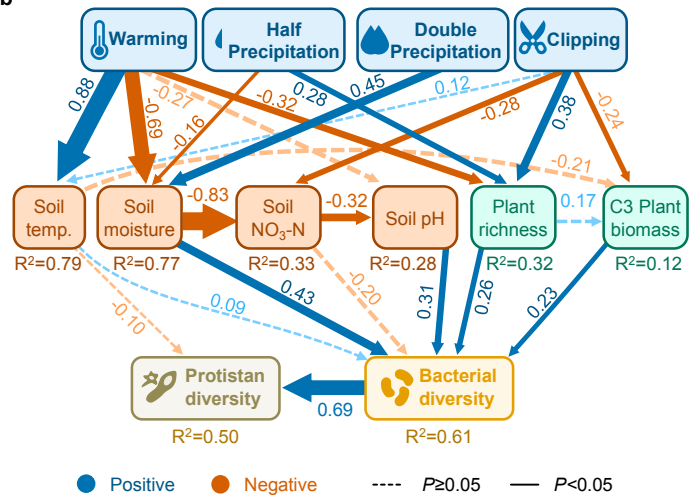 b
Warming
Half
Precipitation
Double
Precipitation
Clipping
0.88
-0.69
-0.27
-0.16
-0.32
0.28
0.45
0.12
-0.28
0.38
-0.24
-0.21
Soil
temp.
Soil
moisture
-0.83
Soil
NO₃-N
-0.32
Soil pH
Plant
richness
0.17
C3 Plant
biomass
R²=0.79
R²=0.77
R²=0.33
R²=0.28
R²=0.32
R²=0.12
-0.10
0.09
0.43
-0.20
0.31
0.26
0.23
Protistan
diversity
0.69
Bacterial
diversity
R²=0.50
R²=0.61
Positive
Negative
P≥0.05
P<0.05